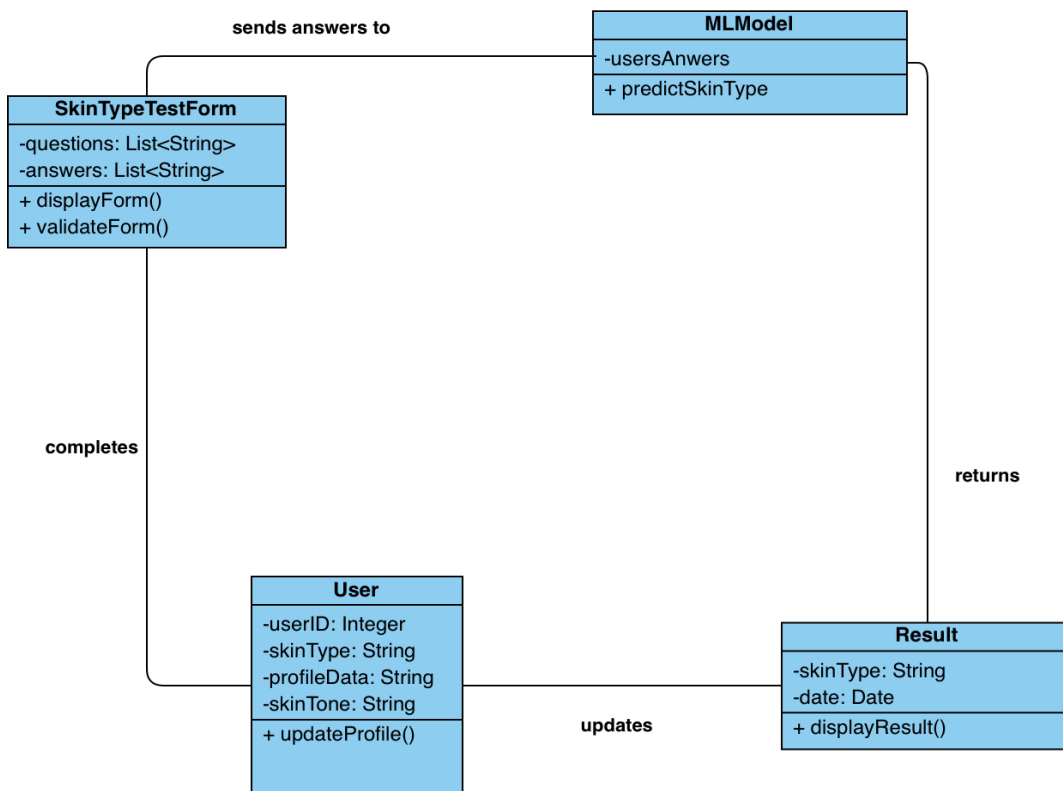 sends answers to
MLModel
-usersAnwers
+ predictSkinType
SkinTypeTestForm
-questions: List<String>
-answers: List<String>
+ displayForm()
+ validateForm()
completes
returns
User
-userID: Integer
-skinType: String
-profileData: String
-skinTone: String
+ updateProfile()
updates
Result
-skinType: String
-date: Date
+ displayResult()